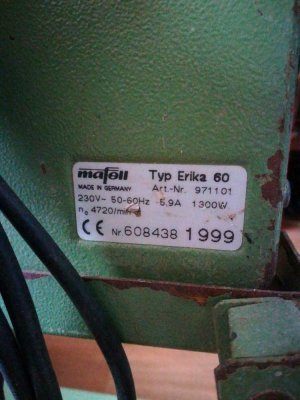 mafell Typ Erika 60
MADE IN GERMANY Art.-Nr. 971101
230V~ 50-60Hz 5.9A 1300W
n₀ 4720/min
CE Nr. 608438 1999